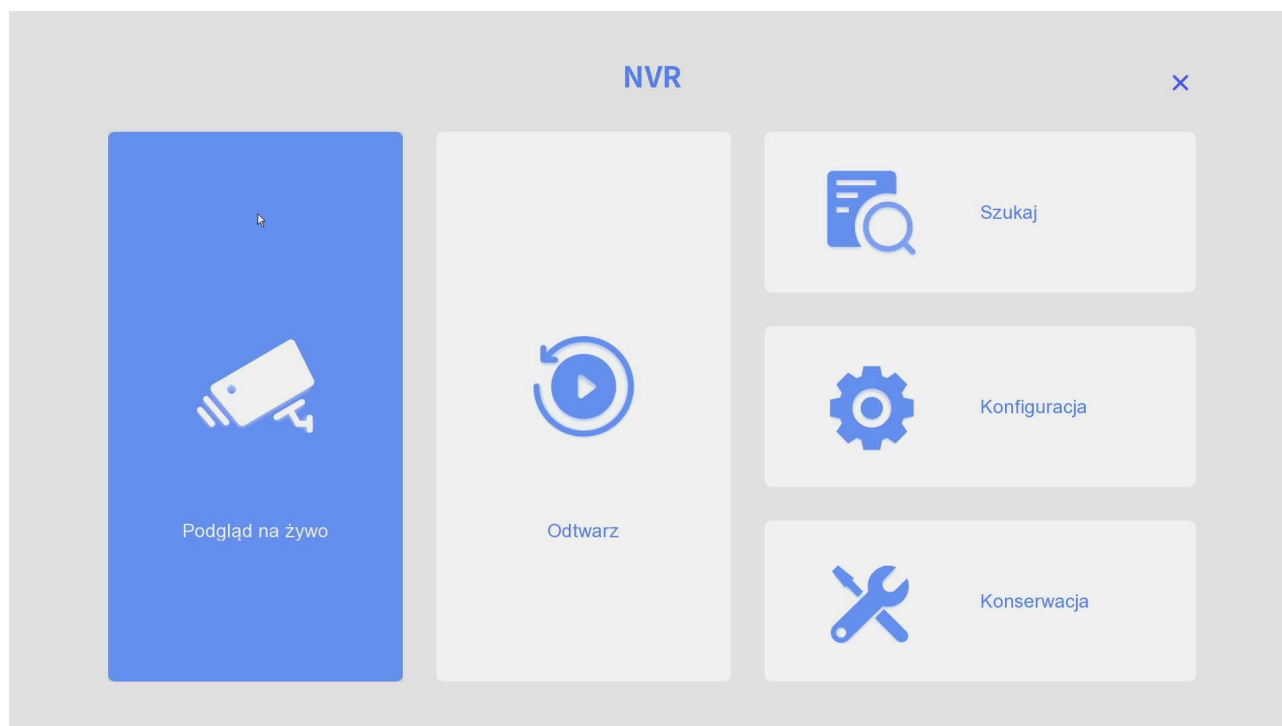 NVR
Podgląd na żywo
Odtwarz
Szukaj
Konfiguracja
Konserwacja